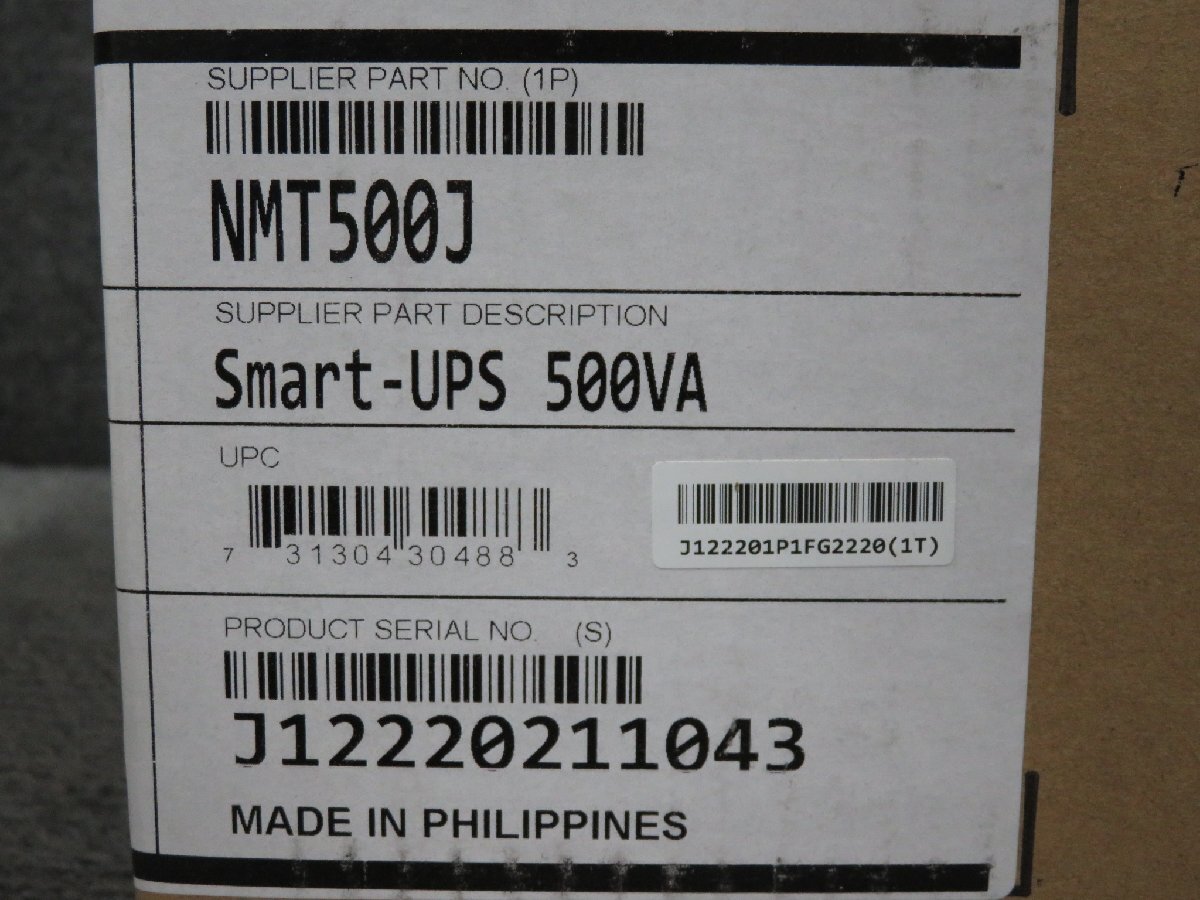 SUPPLIER PART NO. (1P)
NMT500J
SUPPLIER PART DESCRIPTION
Smart-UPS 500VA
UPC
7 31304 30488 3
J122201P1FG2220(1T)
PRODUCT SERIAL NO. (S)
J12220211043
MADE IN PHILIPPINES